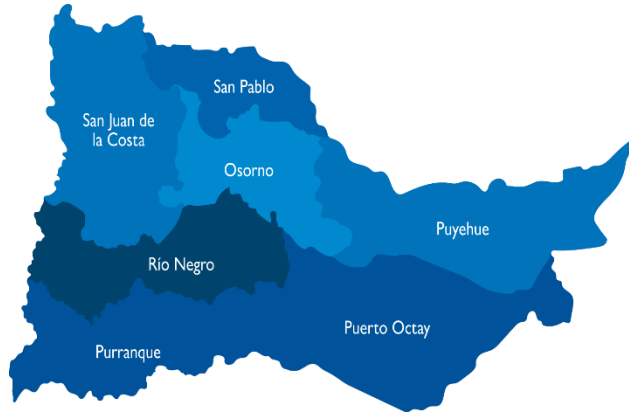 San Pablo
San Juan de
la Costa
Osorno
Puyehue
Río Negro
Puerto Octay
Purranque